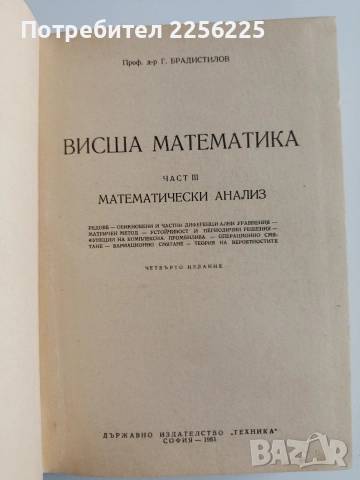 Потребител 2256157
Проф. д-р Г. БРАДИСТИЛОВ
ВИСША МАТЕМАТИКА
ЧАСТ III
МАТЕМАТИЧЕСКИ АНАЛИЗ
РЕДОВЕ — ОБИКНОВЕНИ И ЧАСТНИ ДИФЕРЕНЦИАЛНИ УРАВНЕНИЯ —
МАТРИЧЕН МЕТОД — УСТОЙЧИВОСТ И ПЕРИОДИЧНИ РЕШЕНИЯ —
ФУНКЦИИ НА КОМПЛЕКСНА ПРОМЕНЛИВА — ОПЕРАЦИОННО СМЯ-
ТАНЕ — ВАРИАЦИОННО СМЯТАНЕ — ТЕОРИЯ НА ВЕРОЯТНОСТИТЕ
ЧЕТВЪРТО ИЗДАНИЕ
ДЪРЖАВНО ИЗДАТЕЛСТВО „ТЕХНИКА"
СОФИЯ — 1961
BAZAR